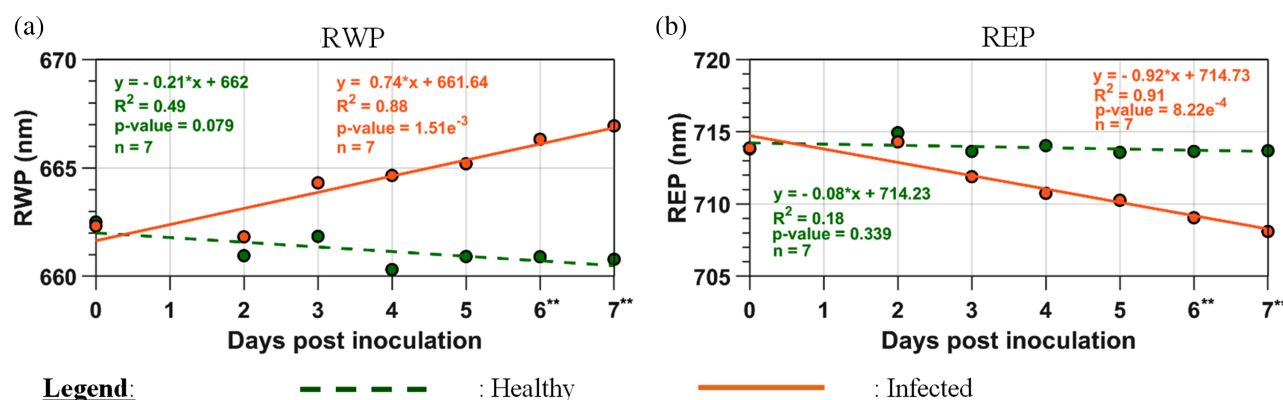 (a)
RWP
670
665
660
RWP (nm)
y = - 0.21*x + 662
R² = 0.49
p-value = 0.079
n = 7
y = 0.74*x + 661.64
R² = 0.88
p-value = 1.51e⁻³
n = 7
0 1 2 3 4 5 6** 7**
Days post inoculation
(b)
REP
720
715
710
705
REP (nm)
y = - 0.92*x + 714.73
R² = 0.91
p-value = 8.22e⁻⁴
n = 7
y = - 0.08*x + 714.23
R² = 0.18
p-value = 0.339
n = 7
0 1 2 3 4 5 6** 7**
Days post inoculation
Legend: : Healthy : Infected